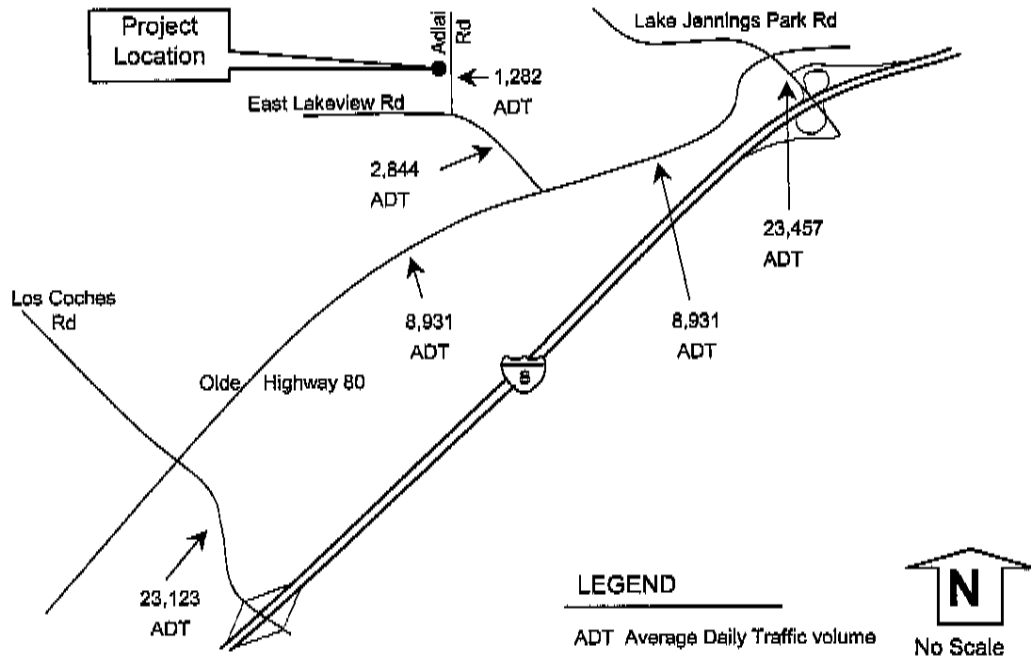 Project
Location
Adlai
Rd
Lake Jennings Park Rd
1,282
ADT
East Lakeview Rd
2,844
ADT
23,457
ADT
Los Coches
Rd
8,931
ADT
8,931
ADT
8
Olde Highway 80
23,123
ADT
LEGEND
ADT Average Daily Traffic volume
N
No Scale